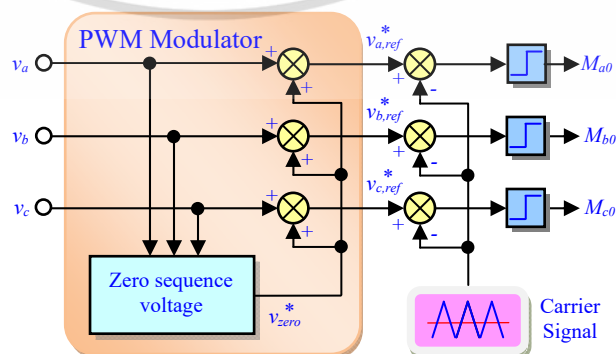 PWM Modulator
v_a
v*_a,ref
M_a0
v_b
v*_b,ref
M_b0
v_c
v*_c,ref
M_c0
+ + + -
+ + + -
+ + + -
Zero sequence
voltage
v*_zero
Carrier
Signal